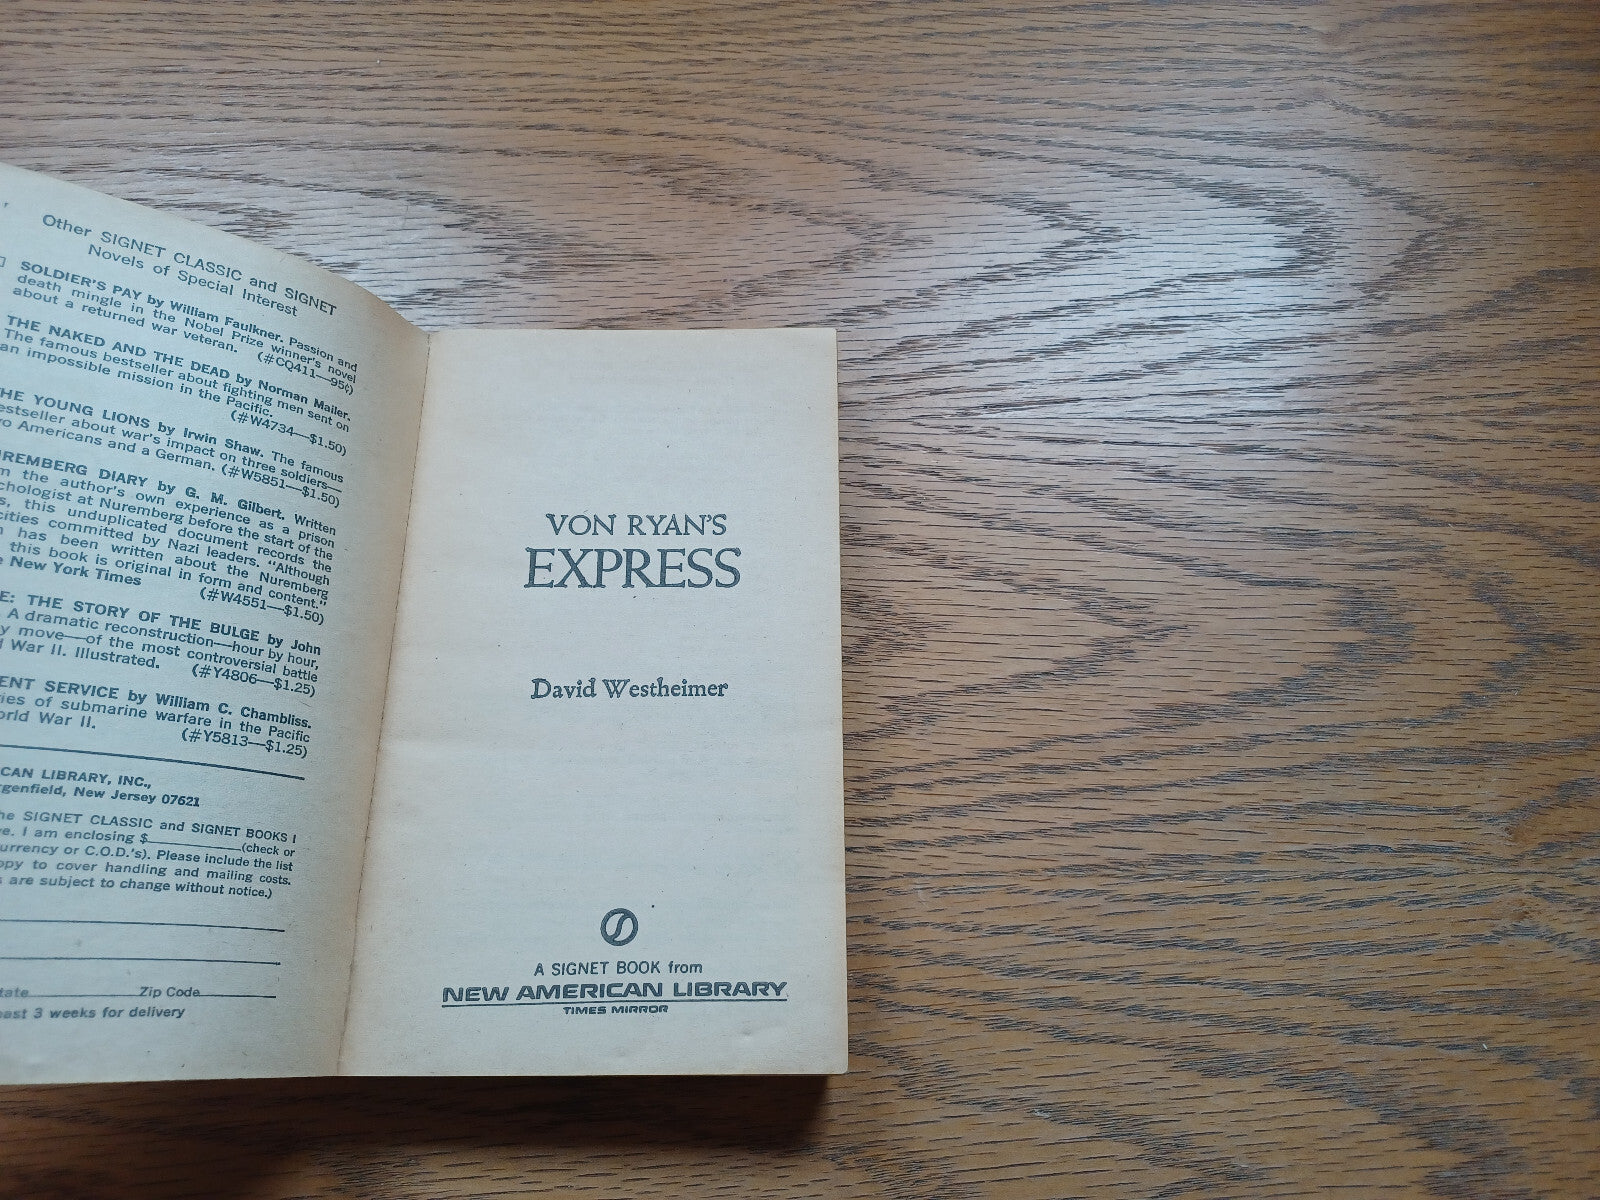 Other SIGNET CLASSIC and SIGNET
Novels of Special Interest
SOLDIER'S PAY by William Faulkner. Passion and
death mingle in the Nobel Prize winner's novel
about a returned war veteran. (#CQ411—95¢)
THE NAKED AND THE DEAD by Norman Mailer.
The famous bestseller about fighting men sent on
an impossible mission in the Pacific.
(#W4734—$1.50)
HE YOUNG LIONS by Irwin Shaw. The famous
estseller about war's impact on three soldiers—
o Americans and a German. (#W5851—$1.50)
REMBERG DIARY by G. M. Gilbert. Written
m the author's own experience as a prison
chologist at Nuremberg before the start of the
s, this unduplicated document records the
cities committed by Nazi leaders. "Although
h has been written about the Nuremberg
this book is original in form and content."
e New York Times (#W4551—$1.50)
E: THE STORY OF THE BULGE by John
. A dramatic reconstruction—hour by hour,
y move—of the most controversial battle
d War II. Illustrated. (#Y4806—$1.25)
ENT SERVICE by William C. Chambliss.
ries of submarine warfare in the Pacific
orld War II. (#Y5813—$1.25)
CAN LIBRARY, INC.,
rgenfield, New Jersey 07621
he SIGNET CLASSIC and SIGNET BOOKS I
ve. I am enclosing $ (check or
urrency or C.O.D.'s). Please include the list
opy to cover handling and mailing costs.
s are subject to change without notice.)
tate Zip Code
east 3 weeks for delivery
VON RYAN'S
EXPRESS
David Westheimer
A SIGNET BOOK from
NEW AMERICAN LIBRARY
TIMES MIRROR